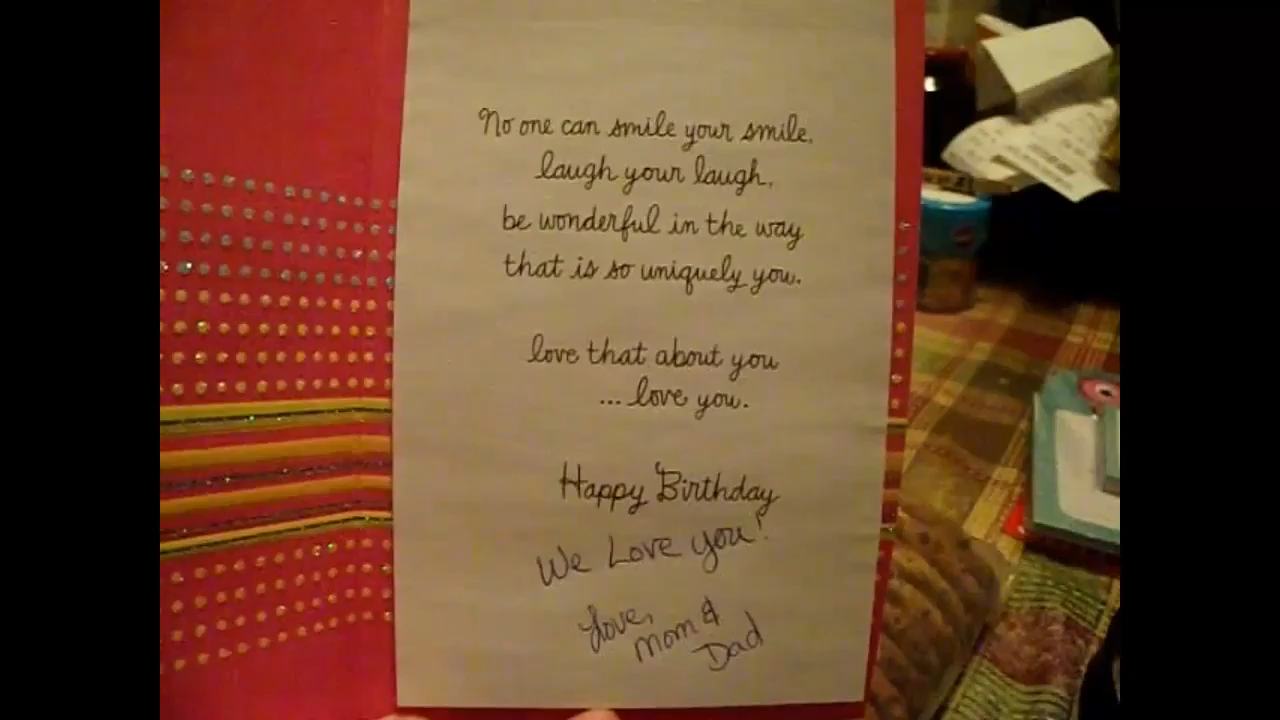 No one can smile your smile,
laugh your laugh,
be wonderful in the way
that is so uniquely you.
love that about you
... love you.
Happy Birthday
We Love you!
Love,
Mom &
Dad